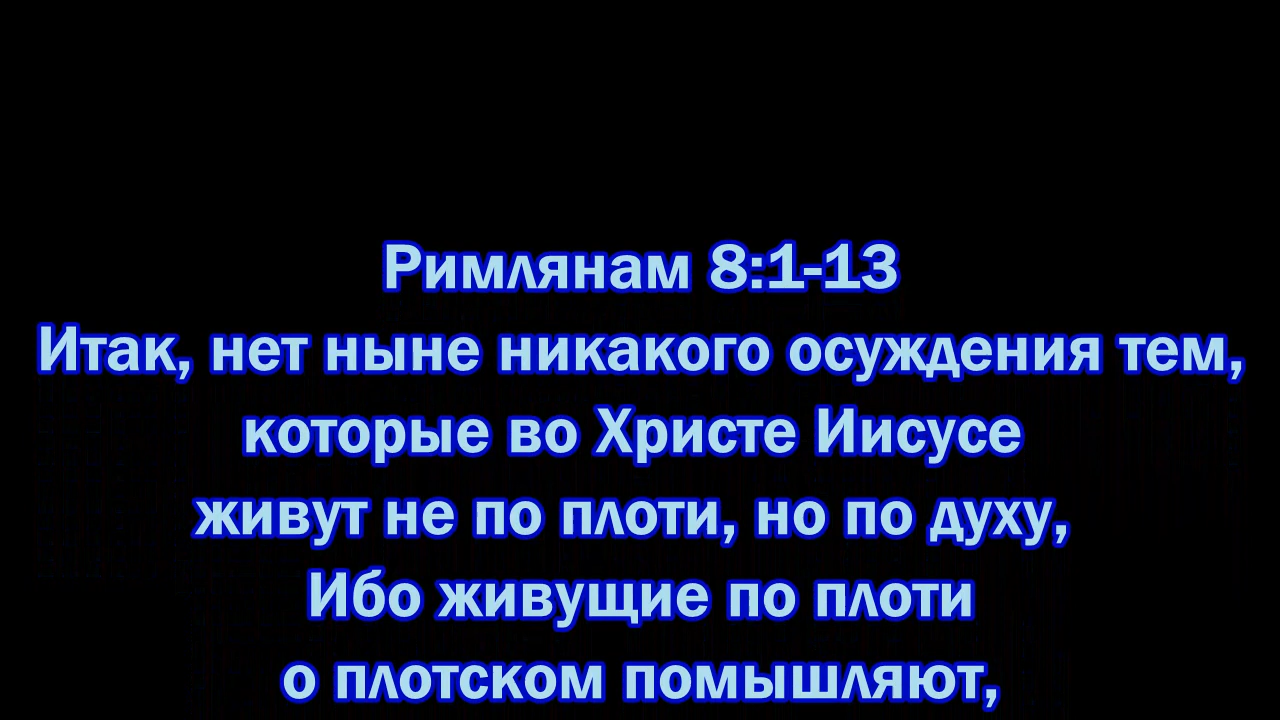 Римлянам 8:1-13
Итак, нет ныне никакого осуждения тем,
которые во Христе Иисусе
живут не по плоти, но по духу,
Ибо живущие по плоти
о плотском помышляют,